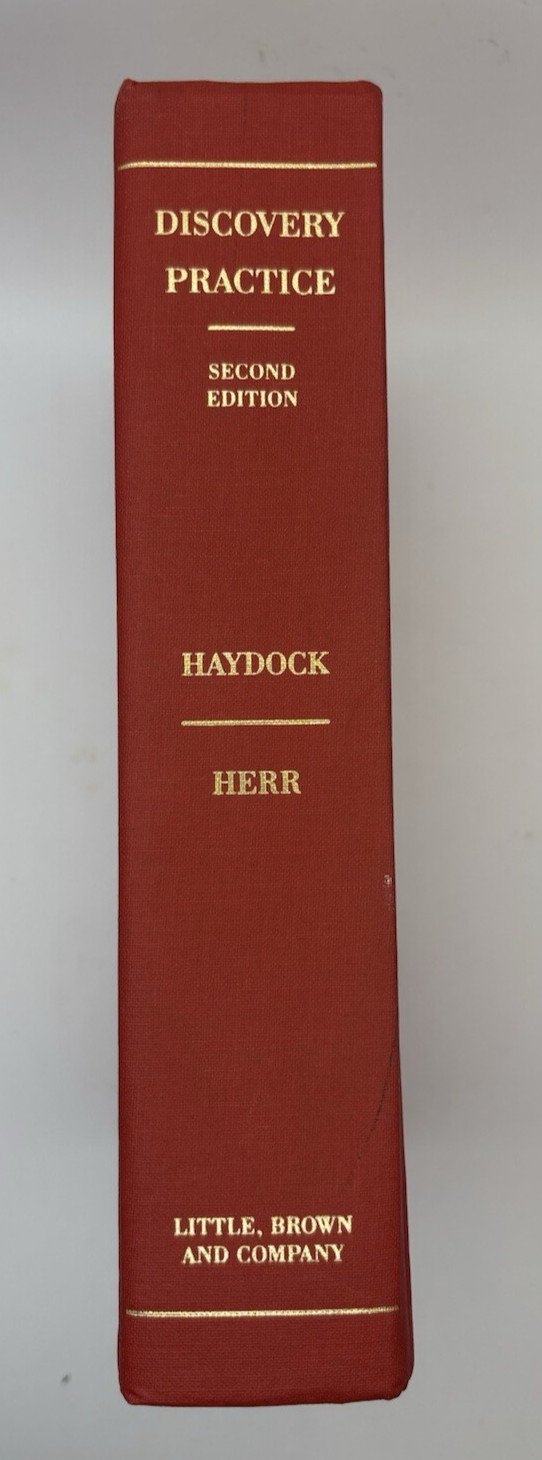 DISCOVERY
PRACTICE
SECOND
EDITION
HAYDOCK
HERR
LITTLE, BROWN
AND COMPANY